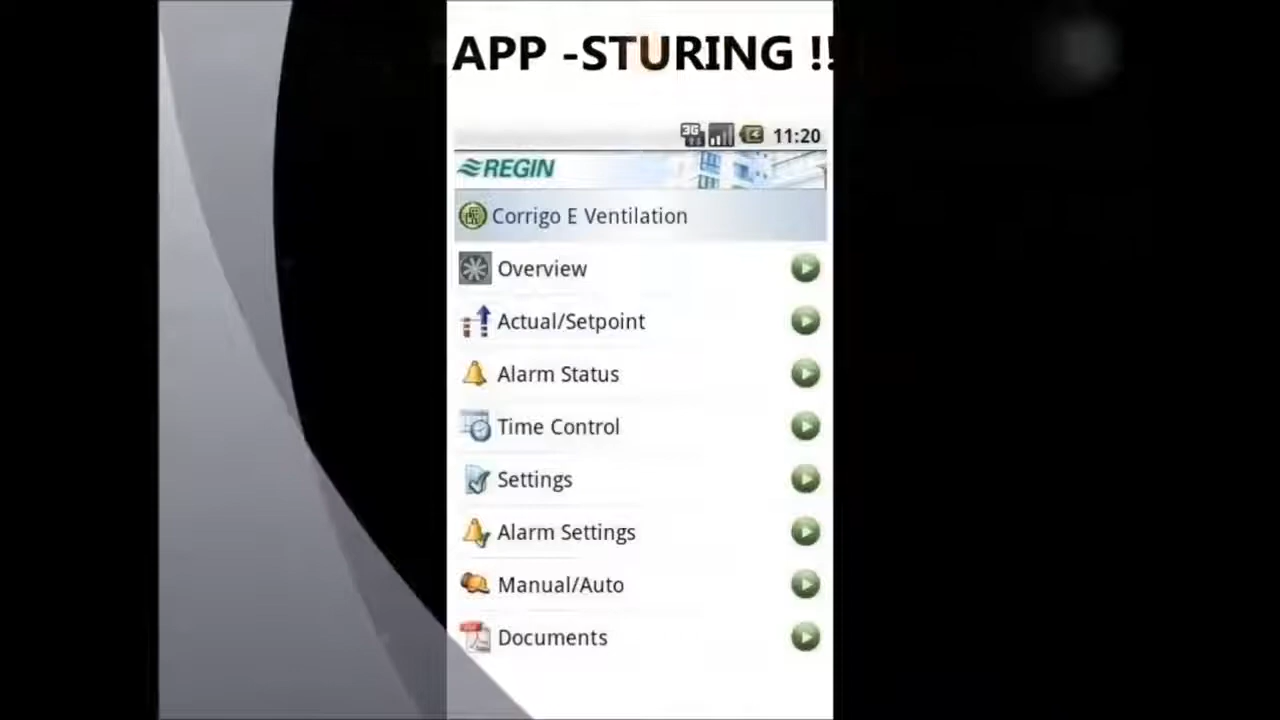 APP -STURING !!
3G 11:20
REGIN
Corrigo E Ventilation
Overview
Actual/Setpoint
Alarm Status
Time Control
Settings
Alarm Settings
Manual/Auto
Documents